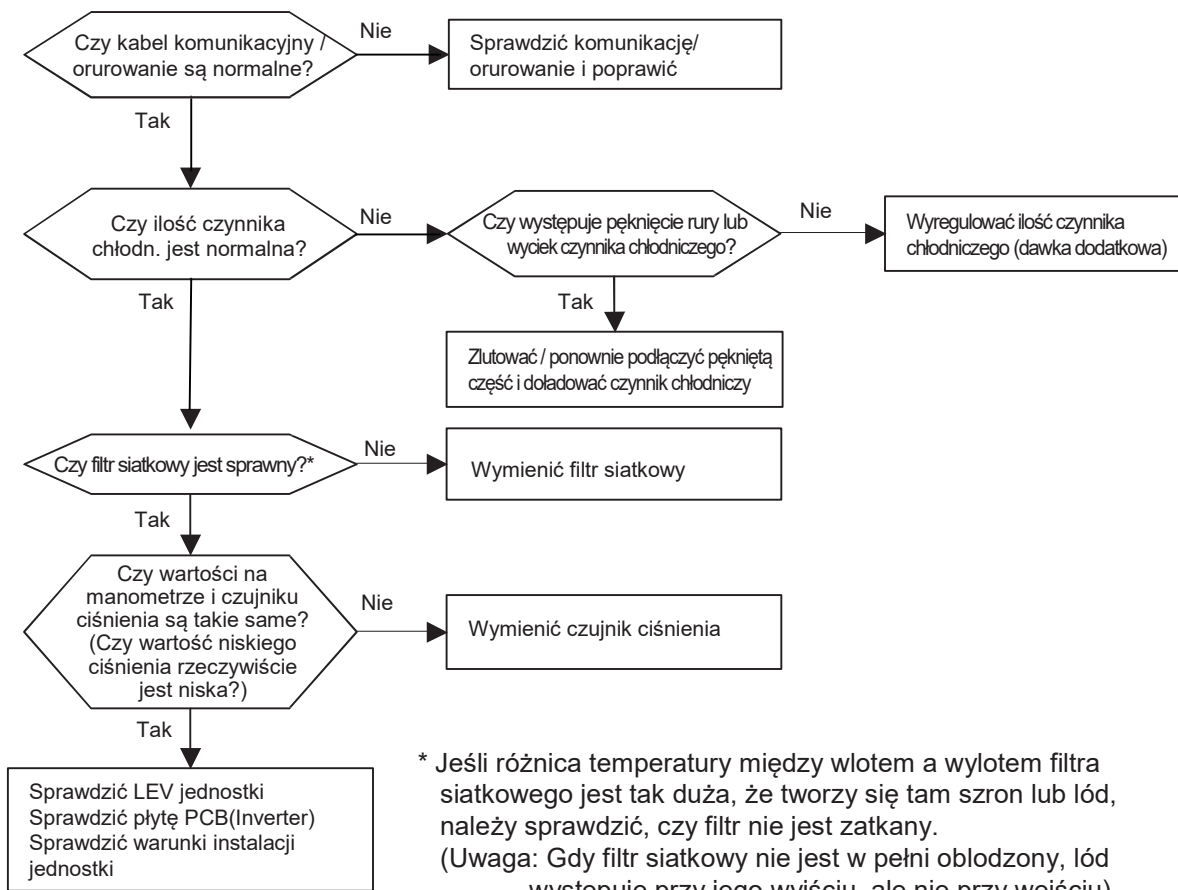 Czy kabel komunikacyjny /
orurowanie są normalne?
Nie
Sprawdzić komunikację/
orurowanie i poprawić
Tak
Czy ilość czynnika
chłodn. jest normalna?
Nie
Czy występuje pęknięcie rury lub
wyciek czynnika chłodniczego?
Nie
Wyregulować ilość czynnika
chłodniczego (dawka dodatkowa)
Tak
Tak
Zlutować / ponownie podłączyć pękniętą
część i doładować czynnik chłodniczy
Czy filtr siatkowy jest sprawny?*
Nie
Wymienić filtr siatkowy
Tak
Czy wartości na
manometrze i czujniku
ciśnienia są takie same?
(Czy wartość niskiego
ciśnienia rzeczywiście
jest niska?)
Nie
Wymienić czujnik ciśnienia
Tak
Sprawdzić LEV jednostki
Sprawdzić płytę PCB(Inverter)
Sprawdzić warunki instalacji
jednostki
* Jeśli różnica temperatury między wlotem a wylotem filtra
siatkowego jest tak duża, że tworzy się tam szron lub lód,
należy sprawdzić, czy filtr nie jest zatkany.
(Uwaga: Gdy filtr siatkowy nie jest w pełni oblodzony, lód
występuje przy jego wyjściu, ale nie przy wejściu)